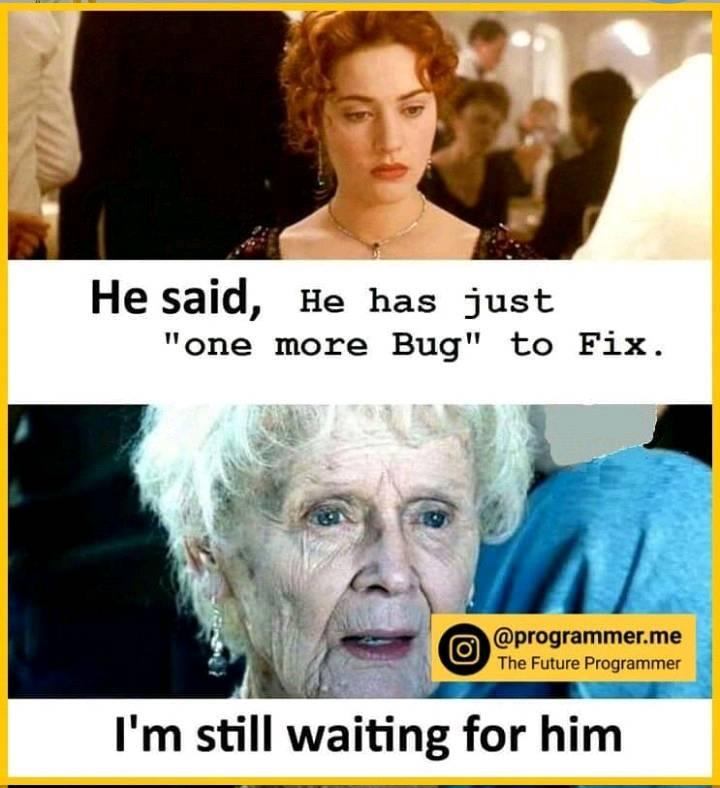 He said, He has just
"one more Bug" to Fix.
@programmer.me
The Future Programmer
I'm still waiting for him